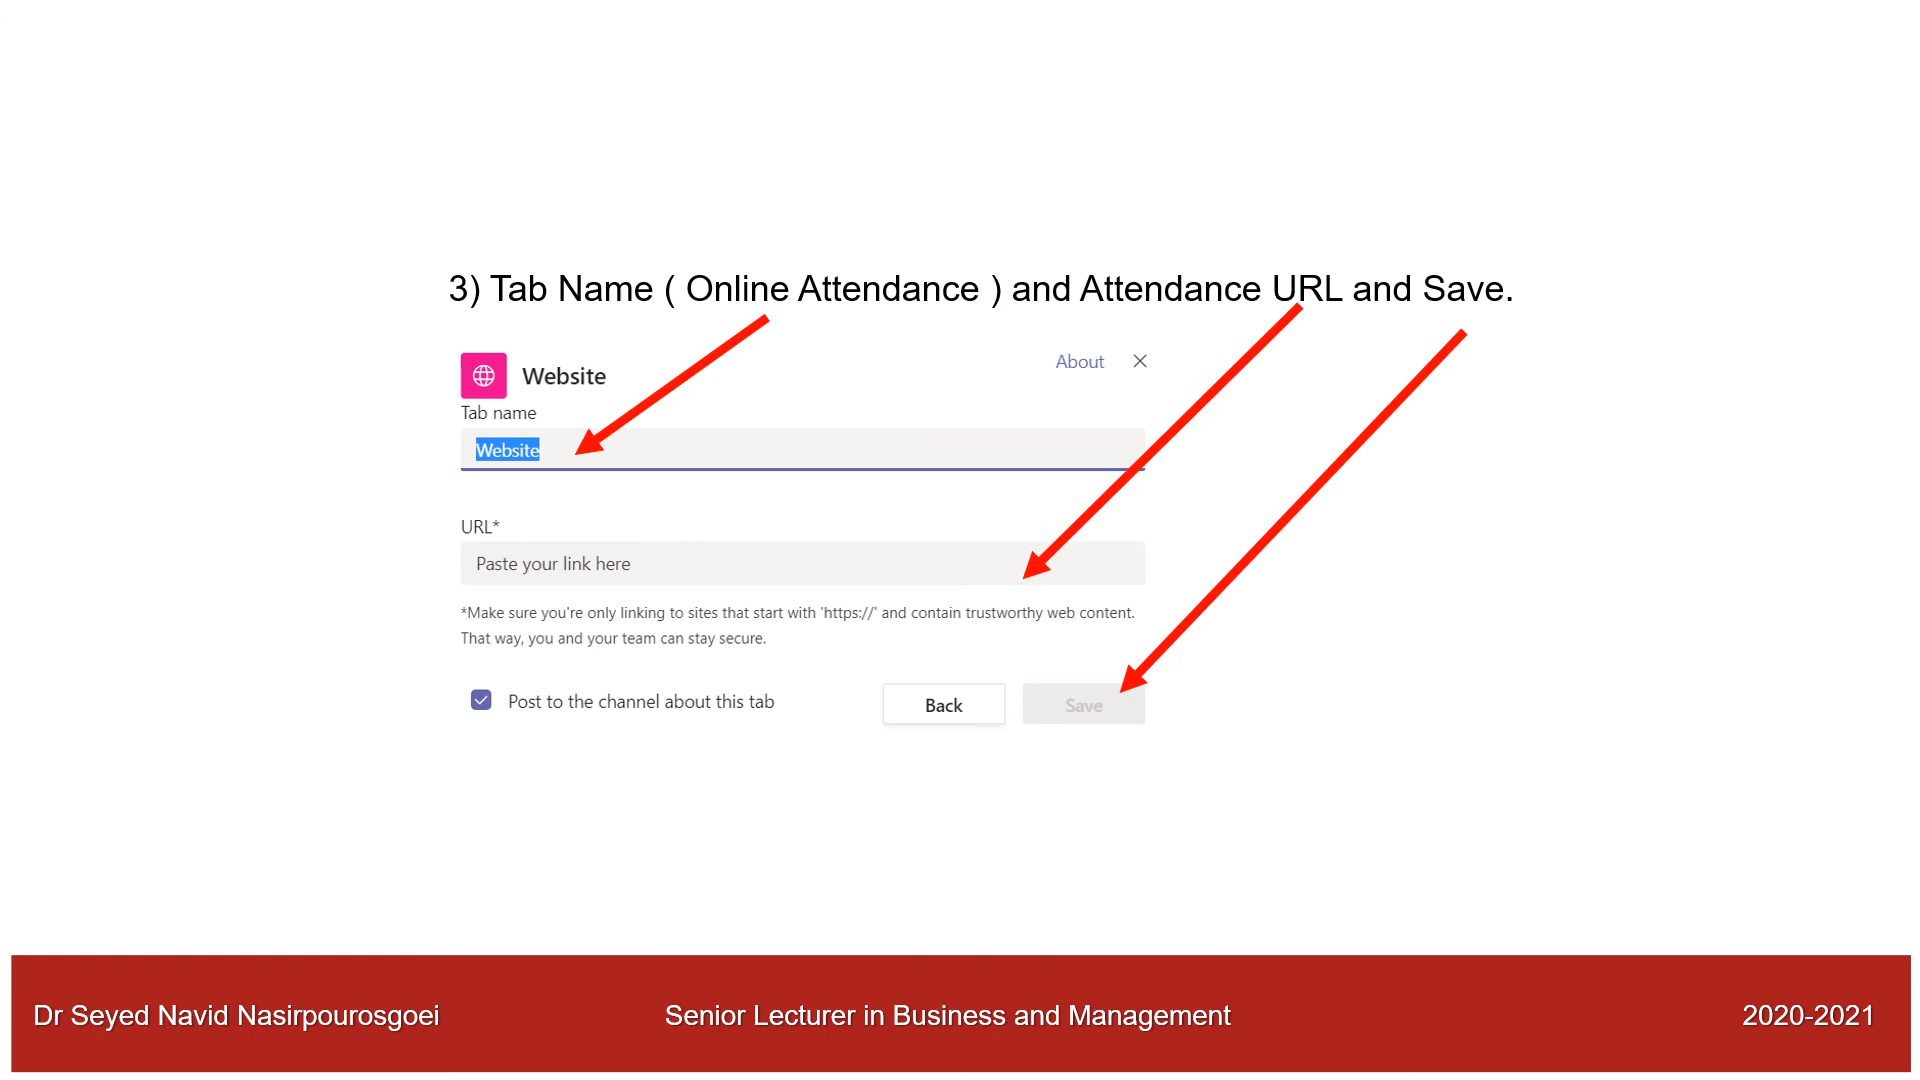 3) Tab Name ( Online Attendance ) and Attendance URL and Save.
Website
About
Tab name
Website
URL*
Paste your link here
*Make sure you're only linking to sites that start with 'https://' and contain trustworthy web content.
That way, you and your team can stay secure.
Post to the channel about this tab
Back
Save
Dr Seyed Navid Nasirpourosgoei
Senior Lecturer in Business and Management
2020-2021